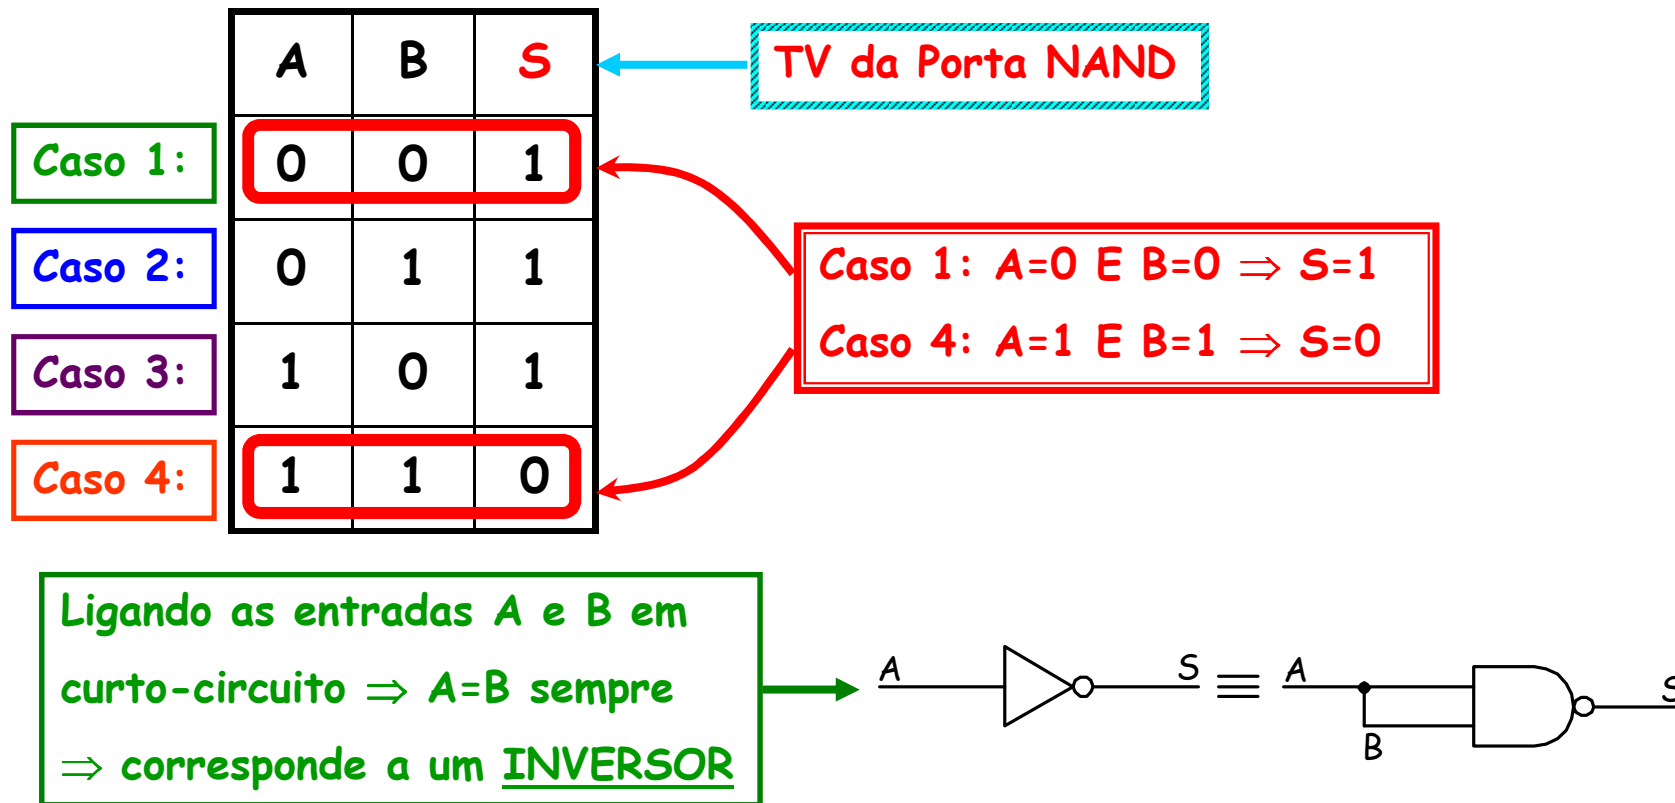 A B S
TV da Porta NAND
Caso 1: 0 0 1
Caso 2: 0 1 1
Caso 3: 1 0 1
Caso 4: 1 1 0
Caso 1: A=0 E B=0 ⇒ S=1
Caso 4: A=1 E B=1 ⇒ S=0
Ligando as entradas A e B em
curto-circuito ⇒ A=B sempre
⇒ corresponde a um INVERSOR
A S ≡ A S
B